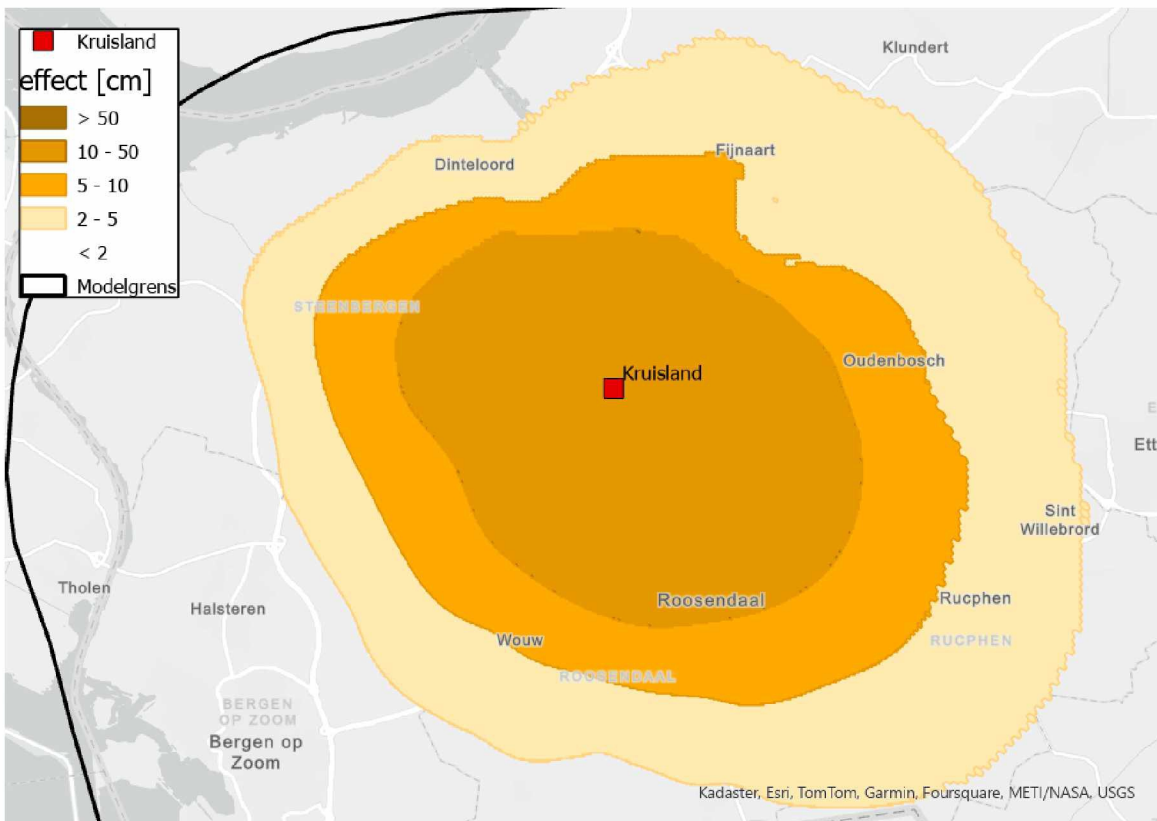 Kruisland
effect [cm]
> 50
10 - 50
5 - 10
2 - 5
< 2
Modelgrens
Klundert
Fijnaart
Dinteloord
STEENBERGEN
Oudenbosch
Kruisland
E
Ett
Sint
Willebrord
Tholen
Halsteren
Roosendaal
Rucphen
Wouw
RUCPHEN
ROOSENDAAL
BERGEN
OP ZOOM
Bergen op
Zoom
Kadaster, Esri, TomTom, Garmin, Foursquare, METI/NASA, USGS